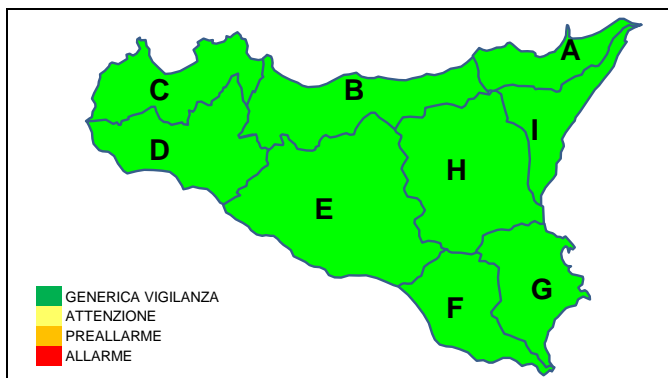 A
C
B
I
D
H
E
G
F
GENERICA VIGILANZA
ATTENZIONE
PREALLARME
ALLARME